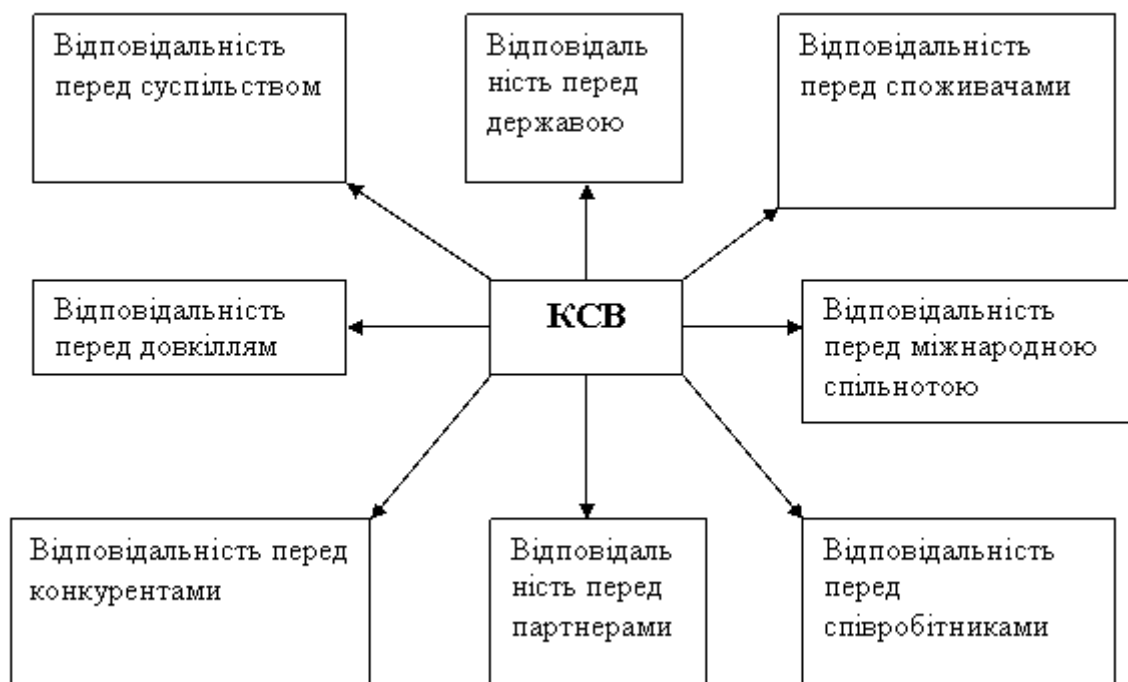 Відповідальність
перед суспільством
Відповідаль
ність перед
державою
Відповідальність
перед споживачами
Відповідальність
перед довкіллям
КСВ
Відповідальність
перед міжнародною
спільнотою
Відповідальність перед
конкурентами
Відповідаль
ність перед
партнерами
Відповідальність
перед
співробітниками